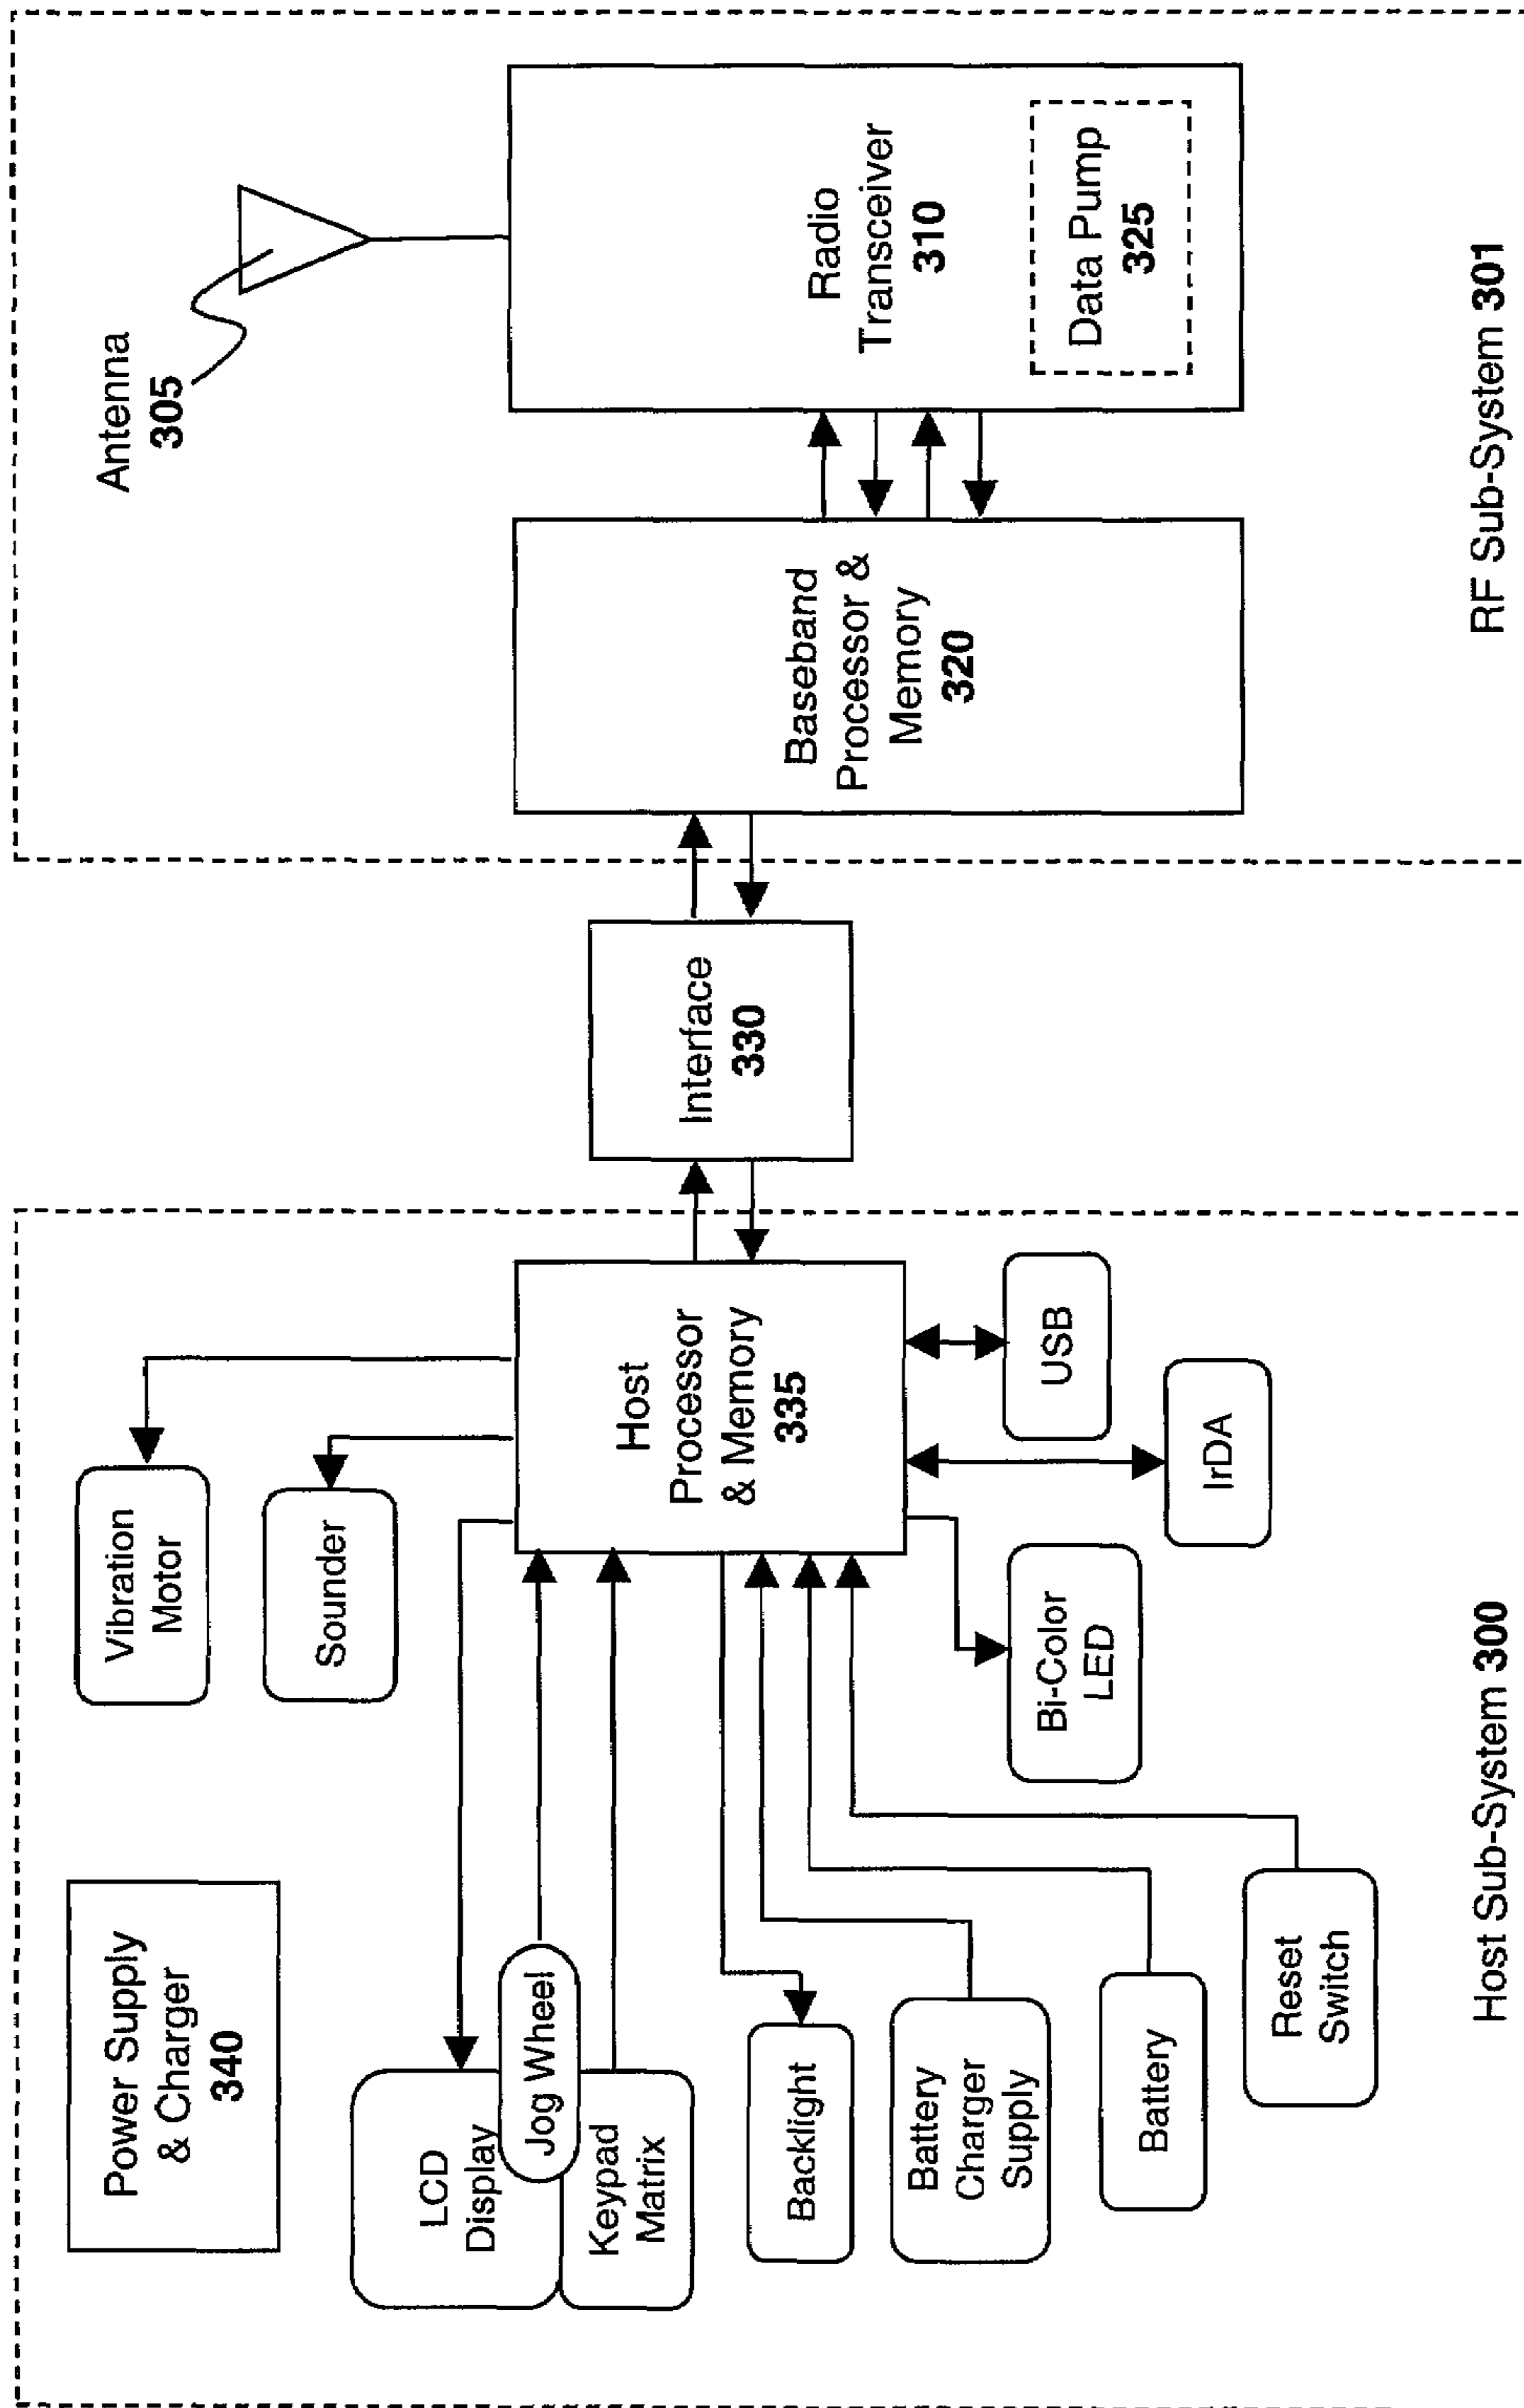 Power Supply
& Charger
340
LCD
Display
Jog Wheel
Keypad
Matrix
Backlight
Battery
Charger
Supply
Battery
Reset
Switch
Vibration
Motor
Sounder
Bi-Color
LED
IrDA
USB
Host
Processor
& Memory
335
Host Sub-System 300
Interface
330
Baseband
Processor &
Memory
320
Antenna
305
Radio
Transceiver
310
Data Pump
325
RF Sub-System 301